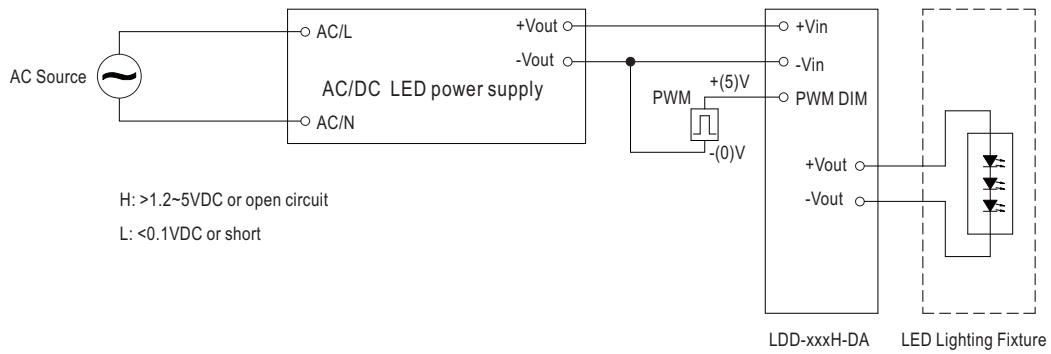 AC Source
AC/L
AC/N
AC/DC LED power supply
+Vout
-Vout
PWM
+(5)V
-(0)V
+Vin
-Vin
PWM DIM
+Vout
-Vout
H: >1.2~5VDC or open circuit
L: <0.1VDC or short
LDD-xxxH-DA
LED Lighting Fixture